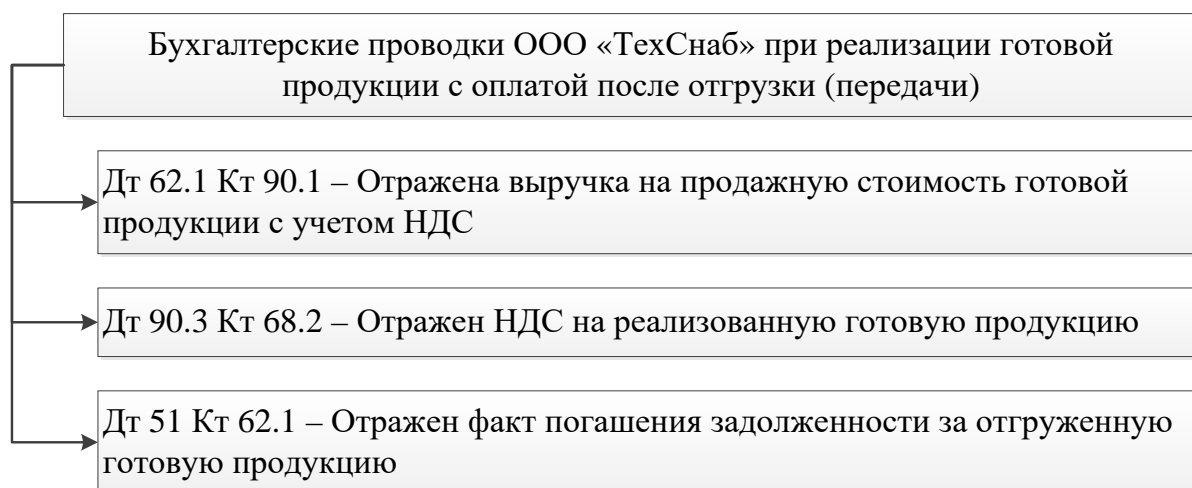 Бухгалтерские проводки ООО «ТехСнаб» при реализации готовой
продукции с оплатой после отгрузки (передачи)
Дт 62.1 Кт 90.1 – Отражена выручка на продажную стоимость готовой
продукции с учетом НДС
Дт 90.3 Кт 68.2 – Отражен НДС на реализованную готовую продукцию
Дт 51 Кт 62.1 – Отражен факт погашения задолженности за отгруженную
готовую продукцию